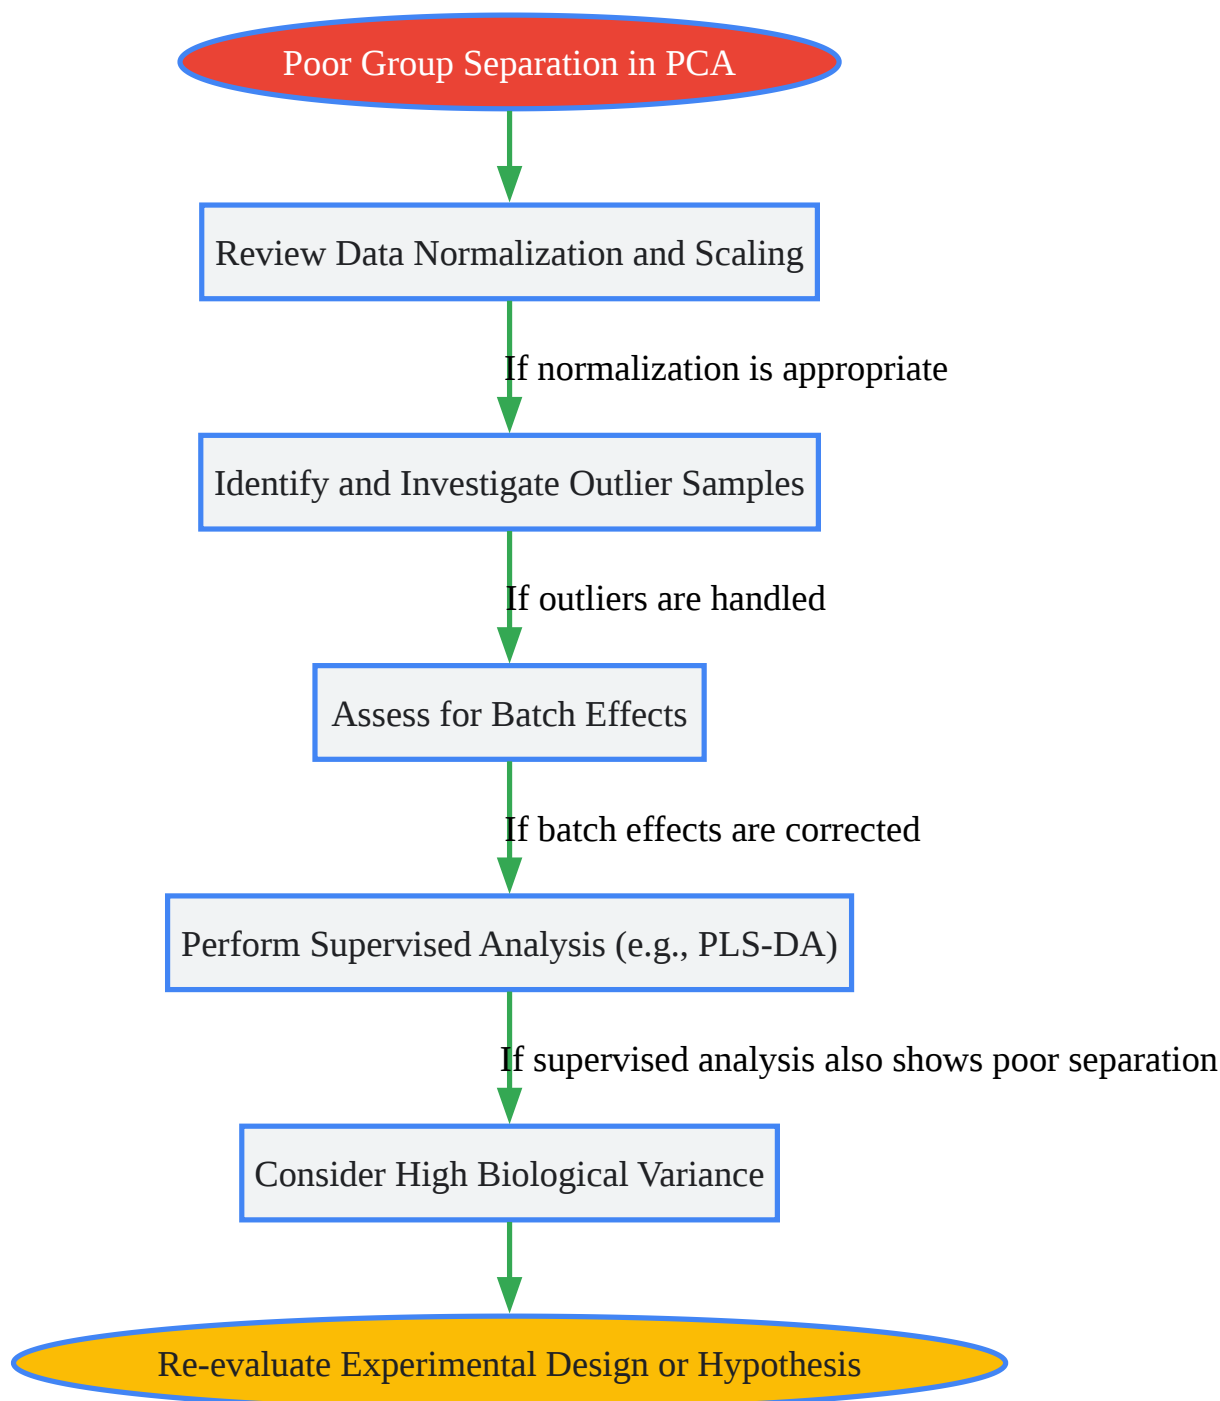 Poor Group Separation in PCA
Review Data Normalization and Scaling
If normalization is appropriate
Identify and Investigate Outlier Samples
If outliers are handled
Assess for Batch Effects
If batch effects are corrected
Perform Supervised Analysis (e.g., PLS-DA)
If supervised analysis also shows poor separation
Consider High Biological Variance
Re-evaluate Experimental Design or Hypothesis